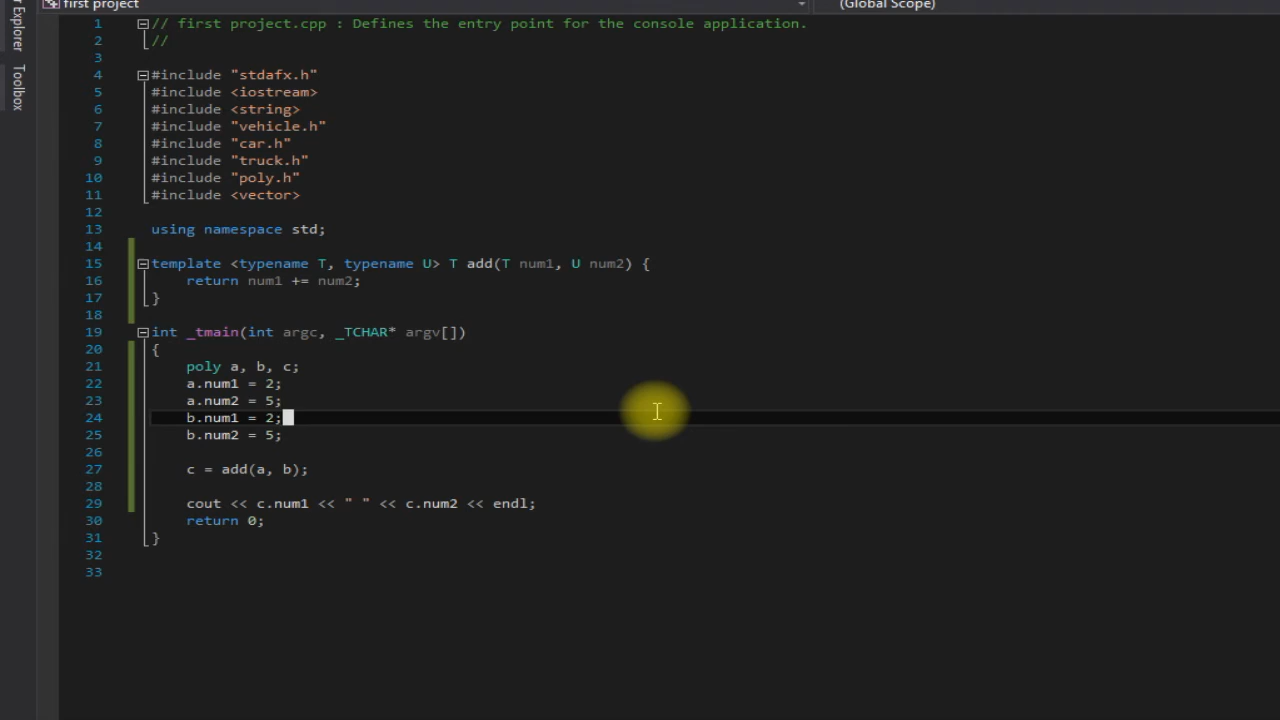 first project
(Global Scope)
Explorer
Toolbox
1 // first project.cpp : Defines the entry point for the console application.
2 //
3
4 #include "stdafx.h"
5 #include <iostream>
6 #include <string>
7 #include "vehicle.h"
8 #include "car.h"
9 #include "truck.h"
10 #include "poly.h"
11 #include <vector>
12
13 using namespace std;
14
15 template <typename T, typename U> T add(T num1, U num2) {
16 return num1 += num2;
17 }
18
19 int _tmain(int argc, _TCHAR* argv[])
20 {
21 poly a, b, c;
22 a.num1 = 2;
23 a.num2 = 5;
24 b.num1 = 2;
25 b.num2 = 5;
26
27 c = add(a, b);
28
29 cout << c.num1 << " " << c.num2 << endl;
30 return 0;
31 }
32
33